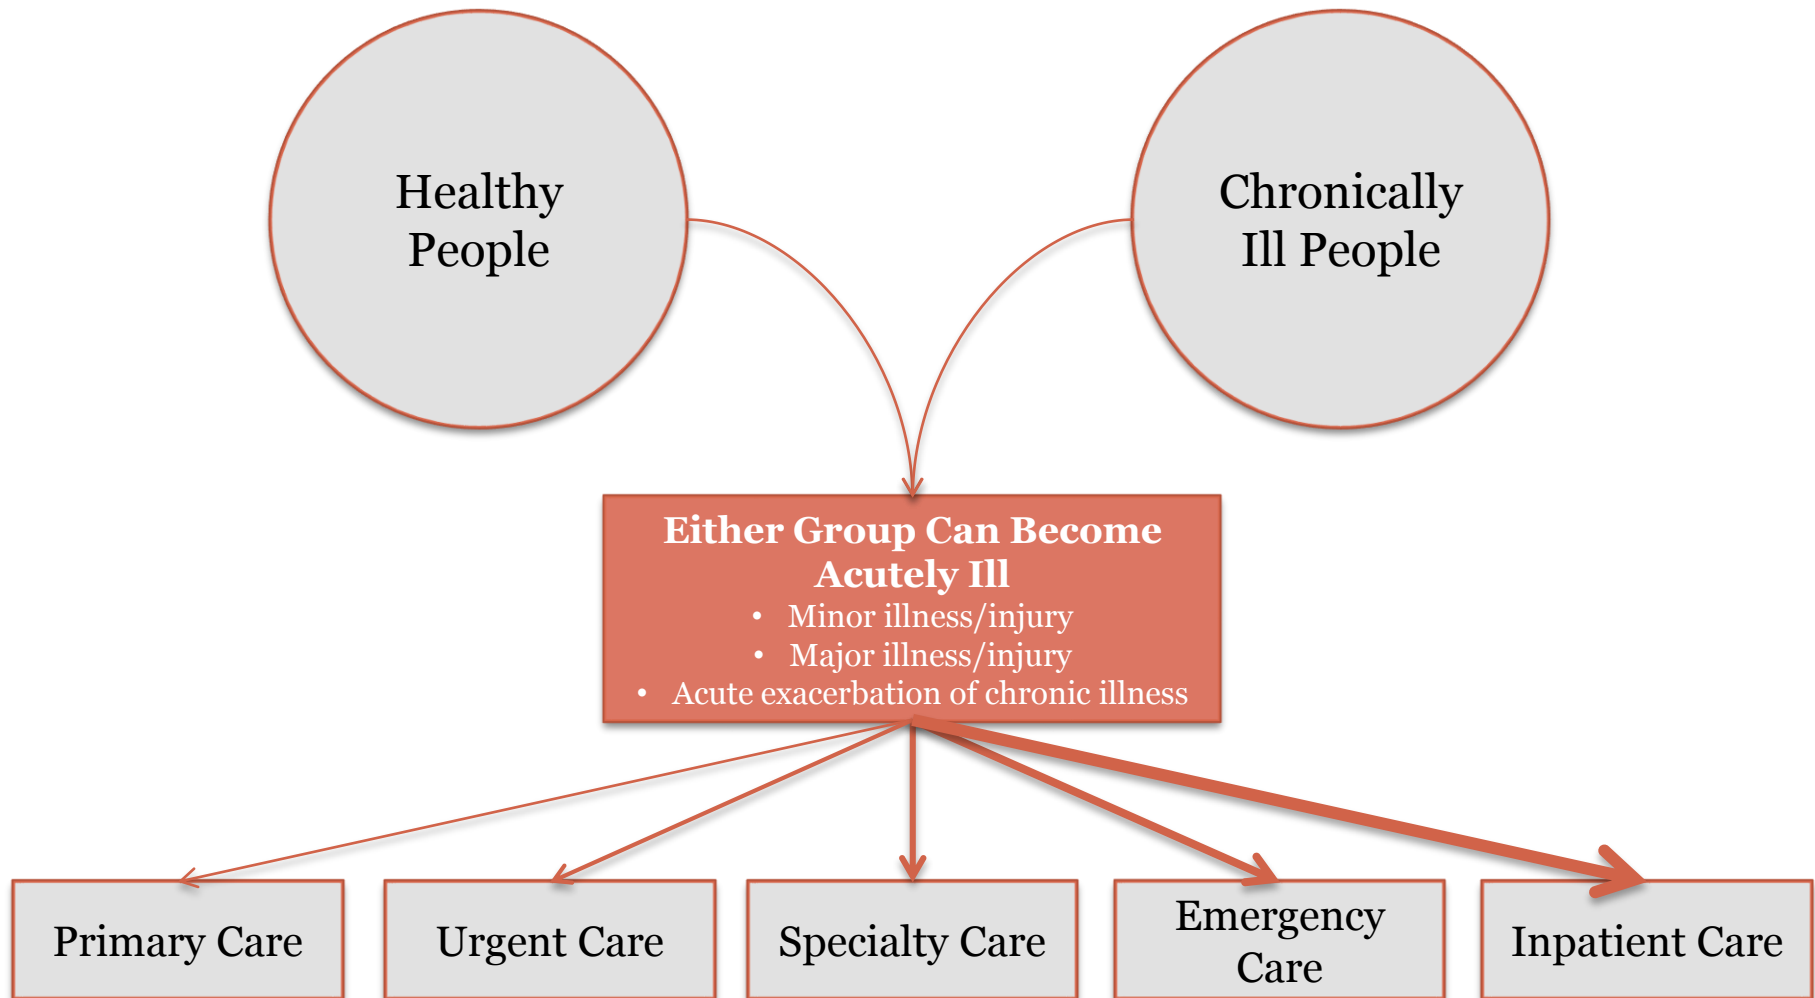 Healthy
People
Chronically
Ill People
Either Group Can Become
Acutely Ill
• Minor illness/injury
• Major illness/injury
• Acute exacerbation of chronic illness
Primary Care
Urgent Care
Specialty Care
Emergency
Care
Inpatient Care